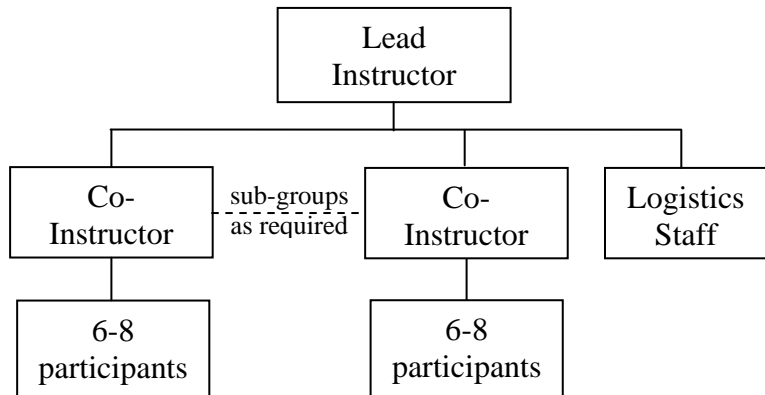 Lead
Instructor
Co-
Instructor
sub-groups
as required
Co-
Instructor
Logistics
Staff
6-8
participants
6-8
participants